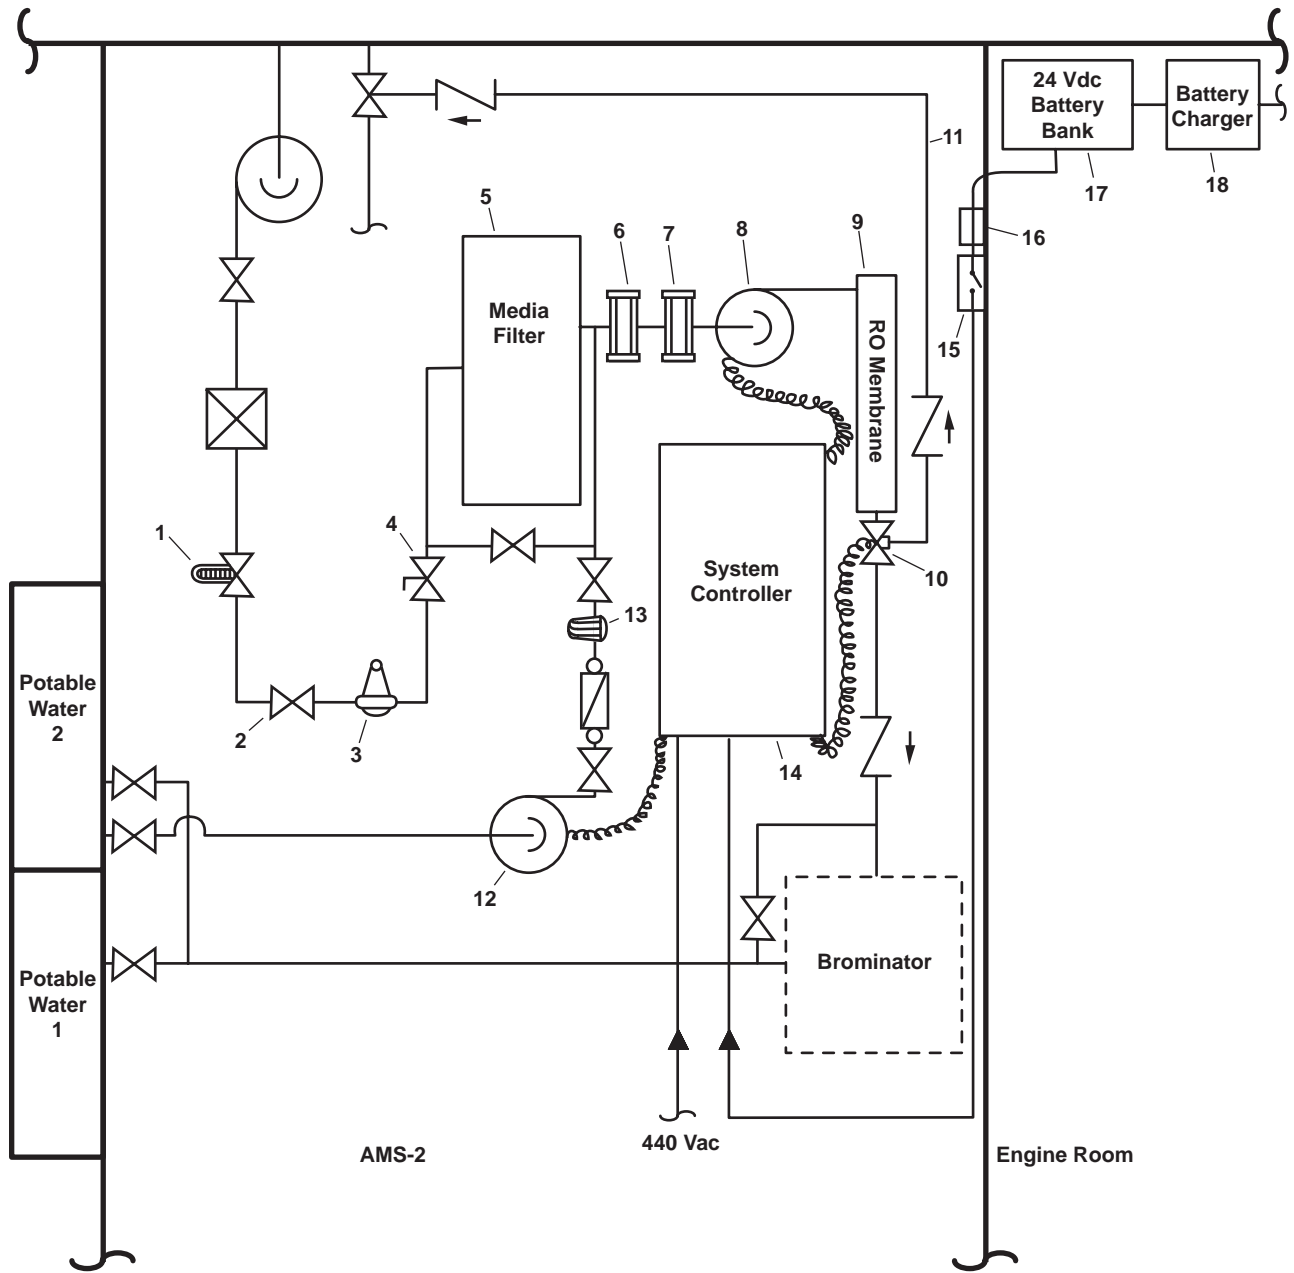 24 Vdc
Battery
Bank
Battery
Charger
11
17
18
5
16
6
7
8
9
Media
Filter
15
RO Membrane
1
4
10
System
Controller
13
Potable
Water
2
2
3
14
12
Potable
Water
1
Brominator
440 Vac
AMS-2
Engine Room